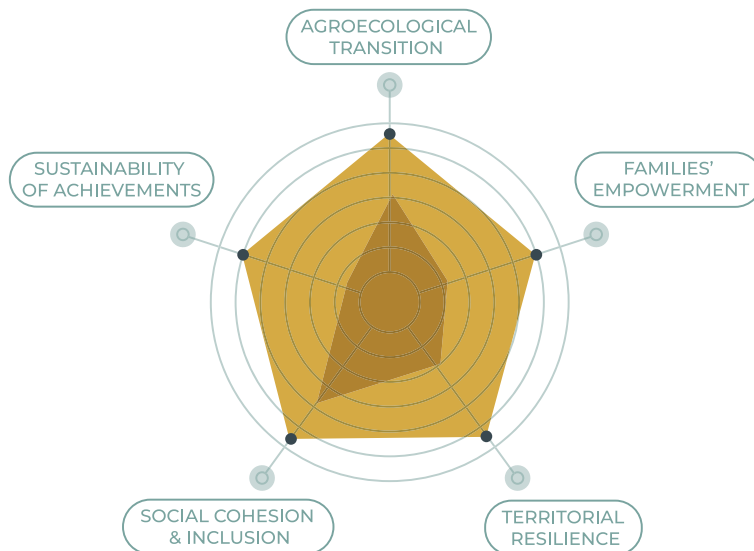 AGROECOLOGICAL
TRANSITION
SUSTAINABILITY
OF ACHIEVEMENTS
FAMILIES’
EMPOWERMENT
SOCIAL COHESION
& INCLUSION
TERRITORIAL
RESILIENCE